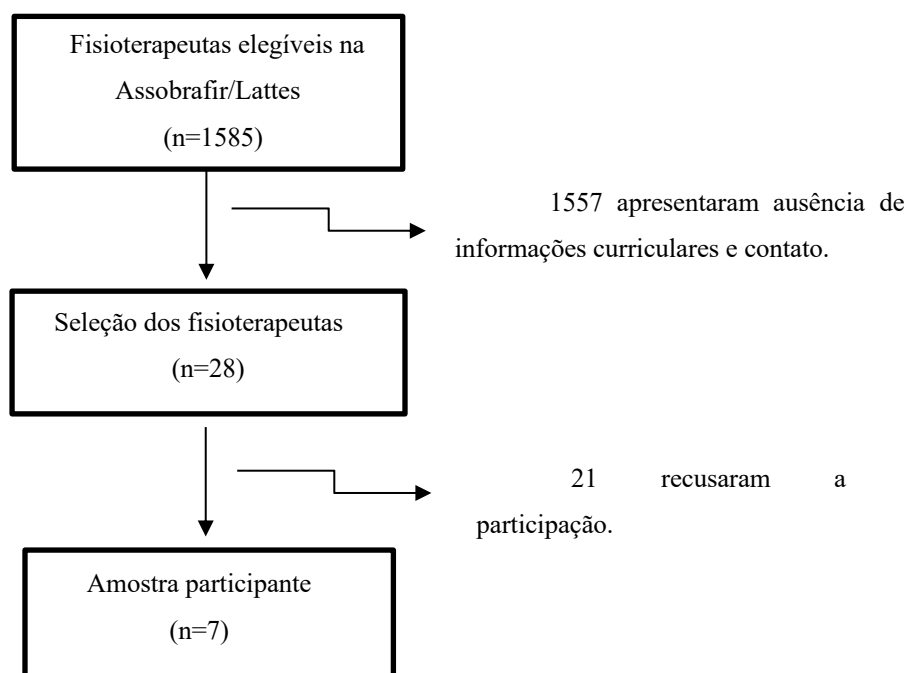 Fisioterapeutas elegíveis na
Assobrafir/Lattes
(n=1585)
1557 apresentaram ausência de
informações curriculares e contato.
Seleção dos fisioterapeutas
(n=28)
21 recusaram a
participação.
Amostra participante
(n=7)